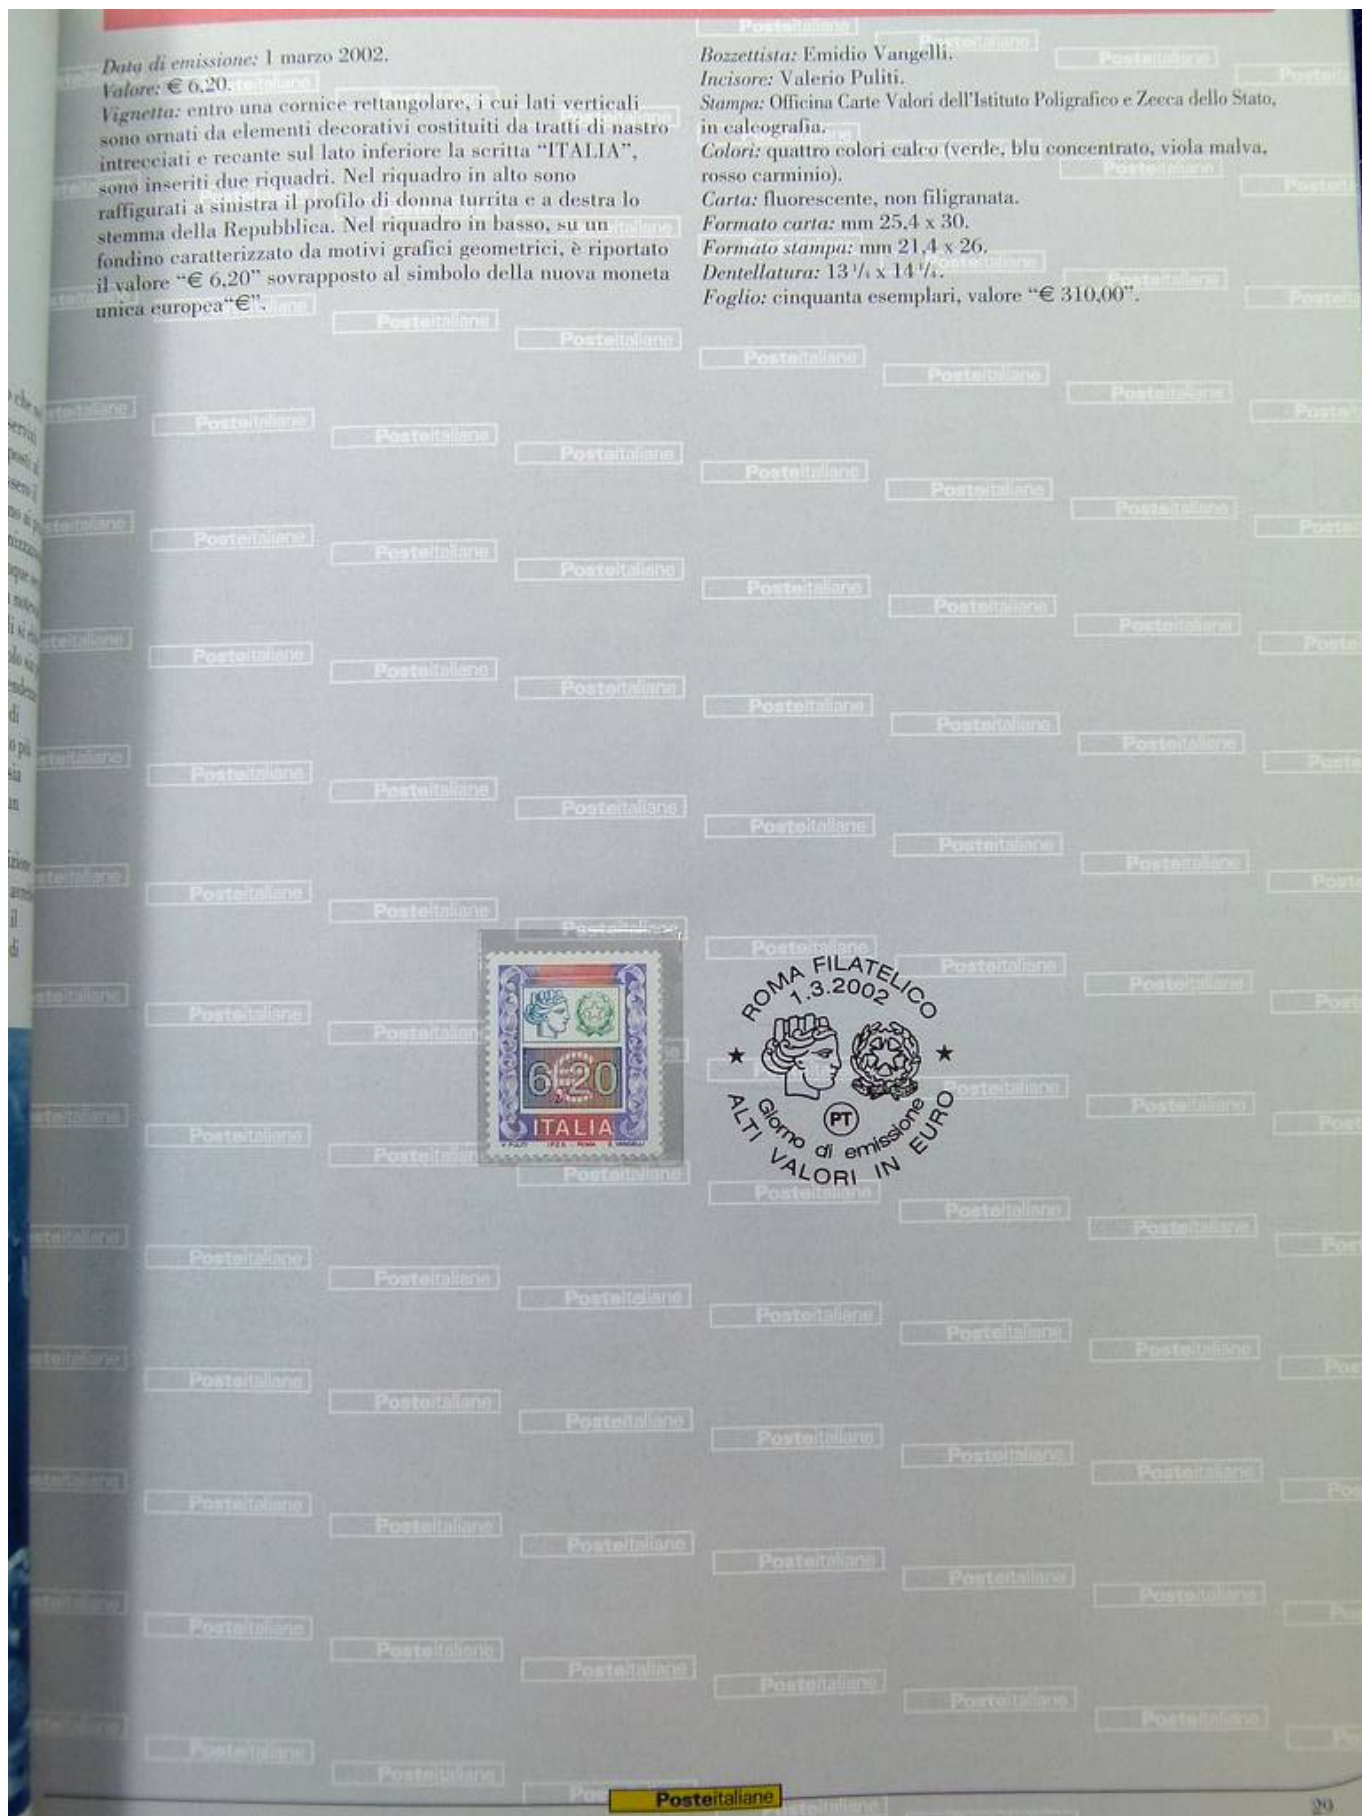 Data di emissione: 1 marzo 2002.
Valore: € 6,20.
Vignetta: entro una cornice rettangolare, i cui lati verticali
sono ornati da elementi decorativi costituiti da tratti di nastro
intrecciati e recante sul lato inferiore la scritta “ITALIA”,
sono inseriti due riquadri. Nel riquadro in alto sono
raffigurati a sinistra il profilo di donna turrita e a destra lo
stemma della Repubblica. Nel riquadro in basso, su un
fondino caratterizzato da motivi grafici geometrici, è riportato
il valore “€ 6,20” sovrapposto al simbolo della nuova moneta
unica europea“€”.
Bozzettista: Emidio Vangelli.
Incisore: Valerio Puliti.
Stampa: Officina Carte Valori dell'Istituto Poligrafico e Zecca dello Stato,
in calcografia.
Colori: quattro colori calco (verde, blu concentrato, viola malva,
rosso carminio).
Carta: fluorescente, non filigranata.
Formato carta: mm 25,4 x 30.
Formato stampa: mm 21,4 x 26.
Dentellatura: 13 ¹/₄ x 14 ¹/₄.
Foglio: cinquanta esemplari, valore “€ 310,00”.
6,20
ITALIA
V. PULITI I.P.Z.S. - ROMA E. VANGELLI
ROMA FILATELICO
1.3.2002
PT
Giorno di emissione
ALTI VALORI IN EURO
Posteitaliane
29